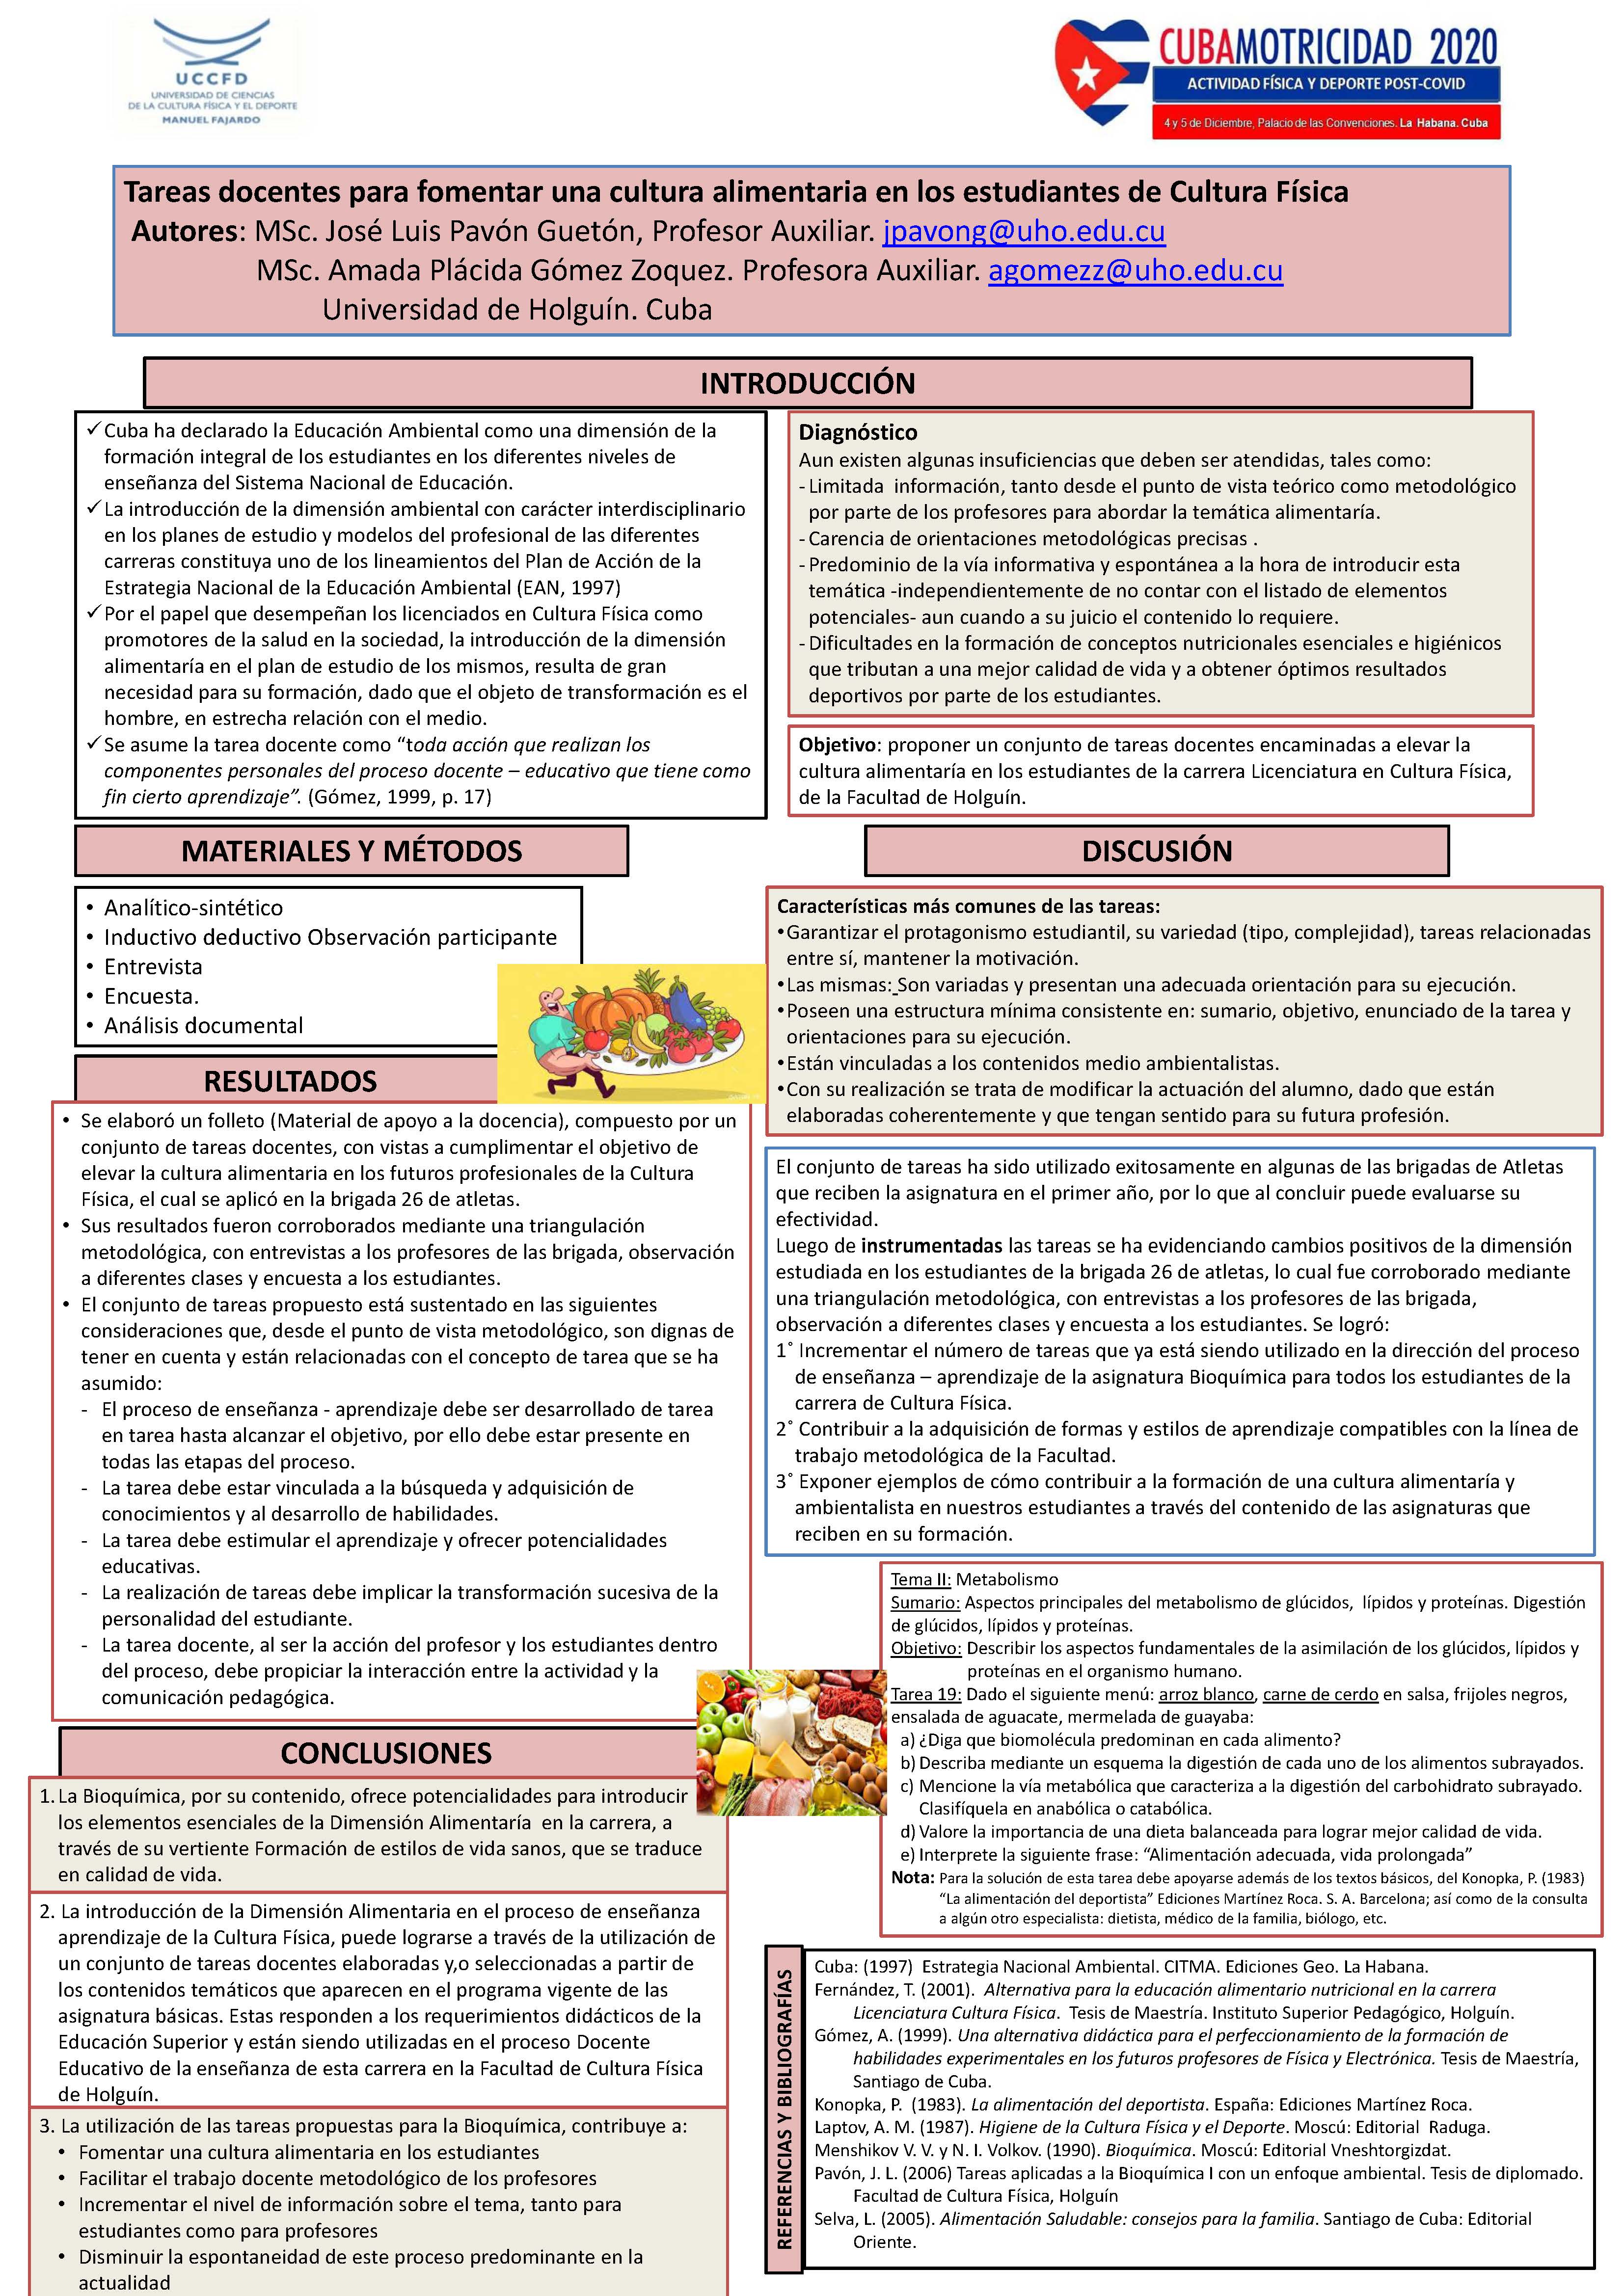 UCCFD
UNIVERSIDAD DE CIENCIAS
DE LA CULTURA FÍSICA Y EL DEPORTE
MANUEL FAJARDO
CUBAMOTRICIDAD 2020
ACTIVIDAD FÍSICA Y DEPORTE POST-COVID
4 y 5 de Diciembre, Palacio de las Convenciones. La Habana. Cuba
Tareas docentes para fomentar una cultura alimentaria en los estudiantes de Cultura Física
Autores: MSc. José Luis Pavón Guetón, Profesor Auxiliar. jpavong@uho.edu.cu
MSc. Amada Plácida Gómez Zoquez. Profesora Auxiliar. agomezz@uho.edu.cu
Universidad de Holguín. Cuba
INTRODUCCIÓN
✓Cuba ha declarado la Educación Ambiental como una dimensión de la
formación integral de los estudiantes en los diferentes niveles de
enseñanza del Sistema Nacional de Educación.
✓La introducción de la dimensión ambiental con carácter interdisciplinario
en los planes de estudio y modelos del profesional de las diferentes
carreras constituya uno de los lineamientos del Plan de Acción de la
Estrategia Nacional de la Educación Ambiental (EAN, 1997)
✓Por el papel que desempeñan los licenciados en Cultura Física como
promotores de la salud en la sociedad, la introducción de la dimensión
alimentaría en el plan de estudio de los mismos, resulta de gran
necesidad para su formación, dado que el objeto de transformación es el
hombre, en estrecha relación con el medio.
✓Se asume la tarea docente como “toda acción que realizan los
componentes personales del proceso docente – educativo que tiene como
fin cierto aprendizaje”. (Gómez, 1999, p. 17)
Diagnóstico
Aun existen algunas insuficiencias que deben ser atendidas, tales como:
- Limitada información, tanto desde el punto de vista teórico como metodológico
por parte de los profesores para abordar la temática alimentaría.
- Carencia de orientaciones metodológicas precisas .
- Predominio de la vía informativa y espontánea a la hora de introducir esta
temática -independientemente de no contar con el listado de elementos
potenciales- aun cuando a su juicio el contenido lo requiere.
- Dificultades en la formación de conceptos nutricionales esenciales e higiénicos
que tributan a una mejor calidad de vida y a obtener óptimos resultados
deportivos por parte de los estudiantes.
Objetivo: proponer un conjunto de tareas docentes encaminadas a elevar la
cultura alimentaría en los estudiantes de la carrera Licenciatura en Cultura Física,
de la Facultad de Holguín.
MATERIALES Y MÉTODOS
• Analítico-sintético
• Inductivo deductivo Observación participante
• Entrevista
• Encuesta.
• Análisis documental
RESULTADOS
• Se elaboró un folleto (Material de apoyo a la docencia), compuesto por un
conjunto de tareas docentes, con vistas a cumplimentar el objetivo de
elevar la cultura alimentaria en los futuros profesionales de la Cultura
Física, el cual se aplicó en la brigada 26 de atletas.
• Sus resultados fueron corroborados mediante una triangulación
metodológica, con entrevistas a los profesores de las brigada, observación
a diferentes clases y encuesta a los estudiantes.
• El conjunto de tareas propuesto está sustentado en las siguientes
consideraciones que, desde el punto de vista metodológico, son dignas de
tener en cuenta y están relacionadas con el concepto de tarea que se ha
asumido:
- El proceso de enseñanza - aprendizaje debe ser desarrollado de tarea
en tarea hasta alcanzar el objetivo, por ello debe estar presente en
todas las etapas del proceso.
- La tarea debe estar vinculada a la búsqueda y adquisición de
conocimientos y al desarrollo de habilidades.
- La tarea debe estimular el aprendizaje y ofrecer potencialidades
educativas.
- La realización de tareas debe implicar la transformación sucesiva de la
personalidad del estudiante.
- La tarea docente, al ser la acción del profesor y los estudiantes dentro
del proceso, debe propiciar la interacción entre la actividad y la
comunicación pedagógica.
CONCLUSIONES
1. La Bioquímica, por su contenido, ofrece potencialidades para introducir
los elementos esenciales de la Dimensión Alimentaría en la carrera, a
través de su vertiente Formación de estilos de vida sanos, que se traduce
en calidad de vida.
2. La introducción de la Dimensión Alimentaria en el proceso de enseñanza
aprendizaje de la Cultura Física, puede lograrse a través de la utilización de
un conjunto de tareas docentes elaboradas y,o seleccionadas a partir de
los contenidos temáticos que aparecen en el programa vigente de las
asignatura básicas. Estas responden a los requerimientos didácticos de la
Educación Superior y están siendo utilizadas en el proceso Docente
Educativo de la enseñanza de esta carrera en la Facultad de Cultura Física
de Holguín.
3. La utilización de las tareas propuestas para la Bioquímica, contribuye a:
• Fomentar una cultura alimentaria en los estudiantes
• Facilitar el trabajo docente metodológico de los profesores
• Incrementar el nivel de información sobre el tema, tanto para
estudiantes como para profesores
• Disminuir la espontaneidad de este proceso predominante en la
actualidad
DISCUSIÓN
Características más comunes de las tareas:
•Garantizar el protagonismo estudiantil, su variedad (tipo, complejidad), tareas relacionadas
entre sí, mantener la motivación.
•Las mismas: Son variadas y presentan una adecuada orientación para su ejecución.
•Poseen una estructura mínima consistente en: sumario, objetivo, enunciado de la tarea y
orientaciones para su ejecución.
•Están vinculadas a los contenidos medio ambientalistas.
•Con su realización se trata de modificar la actuación del alumno, dado que están
elaboradas coherentemente y que tengan sentido para su futura profesión.
El conjunto de tareas ha sido utilizado exitosamente en algunas de las brigadas de Atletas
que reciben la asignatura en el primer año, por lo que al concluir puede evaluarse su
efectividad.
Luego de instrumentadas las tareas se ha evidenciando cambios positivos de la dimensión
estudiada en los estudiantes de la brigada 26 de atletas, lo cual fue corroborado mediante
una triangulación metodológica, con entrevistas a los profesores de las brigada,
observación a diferentes clases y encuesta a los estudiantes. Se logró:
1˚ Incrementar el número de tareas que ya está siendo utilizado en la dirección del proceso
de enseñanza – aprendizaje de la asignatura Bioquímica para todos los estudiantes de la
carrera de Cultura Física.
2˚ Contribuir a la adquisición de formas y estilos de aprendizaje compatibles con la línea de
trabajo metodológica de la Facultad.
3˚ Exponer ejemplos de cómo contribuir a la formación de una cultura alimentaría y
ambientalista en nuestros estudiantes a través del contenido de las asignaturas que
reciben en su formación.
Tema II: Metabolismo
Sumario: Aspectos principales del metabolismo de glúcidos, lípidos y proteínas. Digestión
de glúcidos, lípidos y proteínas.
Objetivo: Describir los aspectos fundamentales de la asimilación de los glúcidos, lípidos y
proteínas en el organismo humano.
Tarea 19: Dado el siguiente menú: arroz blanco, carne de cerdo en salsa, frijoles negros,
ensalada de aguacate, mermelada de guayaba:
a) ¿Diga que biomolécula predominan en cada alimento?
b) Describa mediante un esquema la digestión de cada uno de los alimentos subrayados.
c) Mencione la vía metabólica que caracteriza a la digestión del carbohidrato subrayado.
Clasifíquela en anabólica o catabólica.
d) Valore la importancia de una dieta balanceada para lograr mejor calidad de vida.
e) Interprete la siguiente frase: “Alimentación adecuada, vida prolongada”
Nota: Para la solución de esta tarea debe apoyarse además de los textos básicos, del Konopka, P. (1983)
“La alimentación del deportista” Ediciones Martínez Roca. S. A. Barcelona; así como de la consulta
a algún otro especialista: dietista, médico de la familia, biólogo, etc.
REFERENCIAS Y BIBLIOGRAFÍAS
Cuba: (1997) Estrategia Nacional Ambiental. CITMA. Ediciones Geo. La Habana.
Fernández, T. (2001). Alternativa para la educación alimentario nutricional en la carrera
Licenciatura Cultura Física. Tesis de Maestría. Instituto Superior Pedagógico, Holguín.
Gómez, A. (1999). Una alternativa didáctica para el perfeccionamiento de la formación de
habilidades experimentales en los futuros profesores de Física y Electrónica. Tesis de Maestría,
Santiago de Cuba.
Konopka, P. (1983). La alimentación del deportista. España: Ediciones Martínez Roca.
Laptov, A. M. (1987). Higiene de la Cultura Física y el Deporte. Moscú: Editorial Raduga.
Menshikov V. V. y N. I. Volkov. (1990). Bioquímica. Moscú: Editorial Vneshtorgizdat.
Pavón, J. L. (2006) Tareas aplicadas a la Bioquímica I con un enfoque ambiental. Tesis de diplomado.
Facultad de Cultura Física, Holguín
Selva, L. (2005). Alimentación Saludable: consejos para la familia. Santiago de Cuba: Editorial
Oriente.